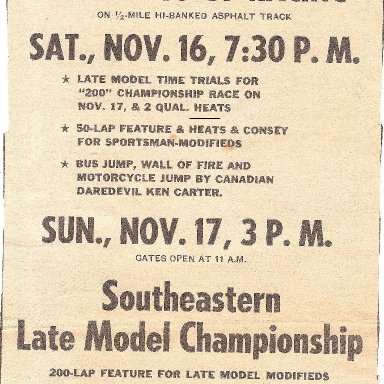 ON ½-MILE HI-BANKED ASPHALT TRACK
SAT., NOV. 16, 7:30 P. M.
★ LATE MODEL TIME TRIALS FOR
"200" CHAMPIONSHIP RACE ON
NOV. 17, & 2 QUAL. HEATS
★ 50-LAP FEATURE & HEATS & CONSEY
FOR SPORTSMAN-MODIFIEDS
★ BUS JUMP, WALL OF FIRE AND
MOTORCYCLE JUMP BY CANADIAN
DAREDEVIL KEN CARTER.
SUN., NOV. 17, 3 P. M.
GATES OPEN AT 11 A.M.
Southeastern
Late Model Championship
200-LAP FEATURE FOR LATE MODEL MODIFIEDS